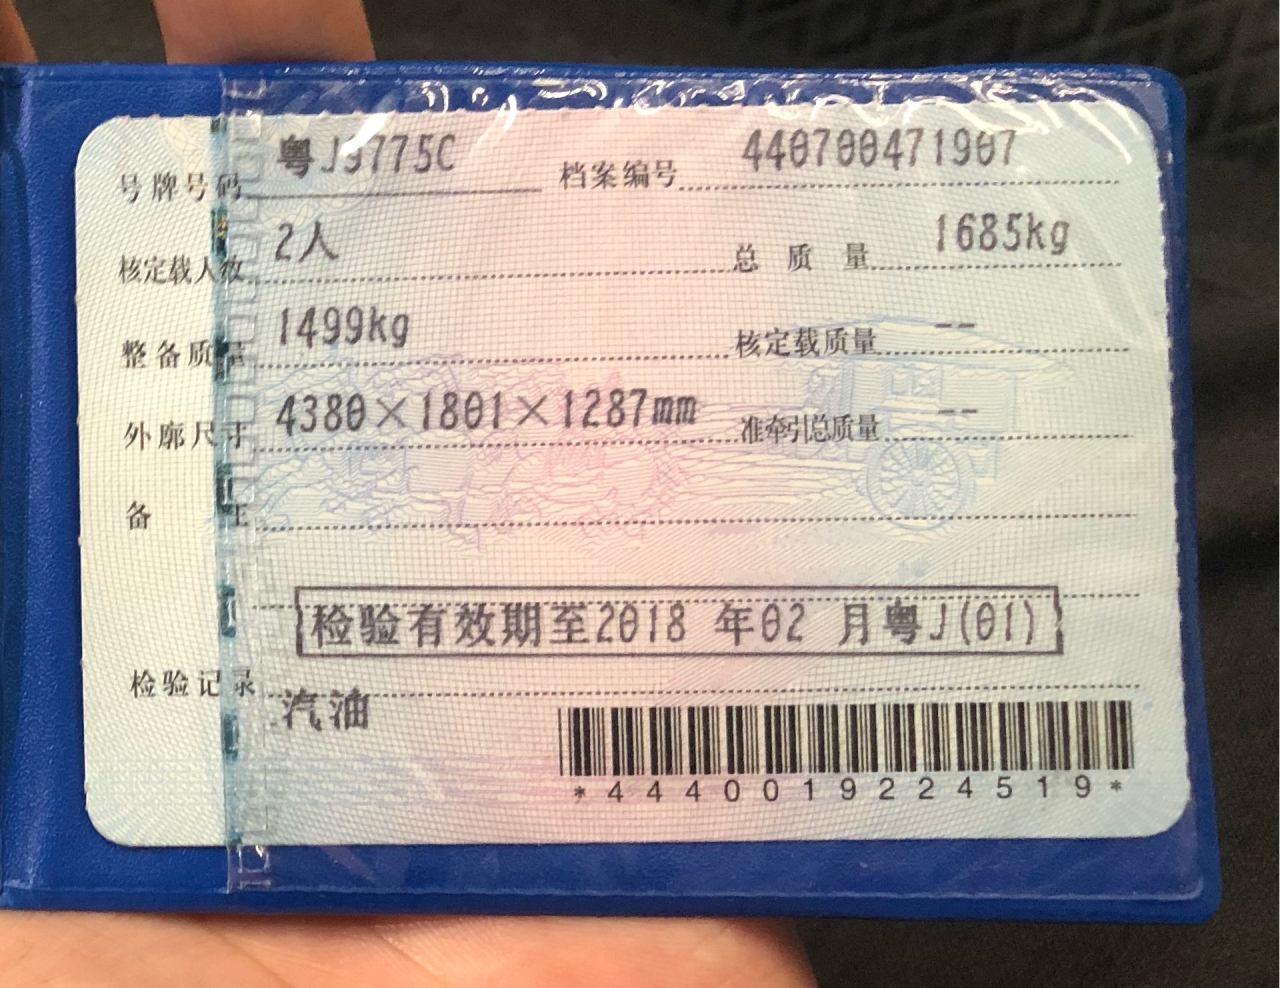 号牌号码 粤J9775C 档案编号 440700471907
核定载人数 2人 总质量 1685kg
整备质量 1499kg 核定载质量 --
外廓尺寸 4380×1801×1287mm 准牵引总质量 --
备注
检验有效期至2018 年02 月粤J(01)
检验记录
汽油
*4440019224519*